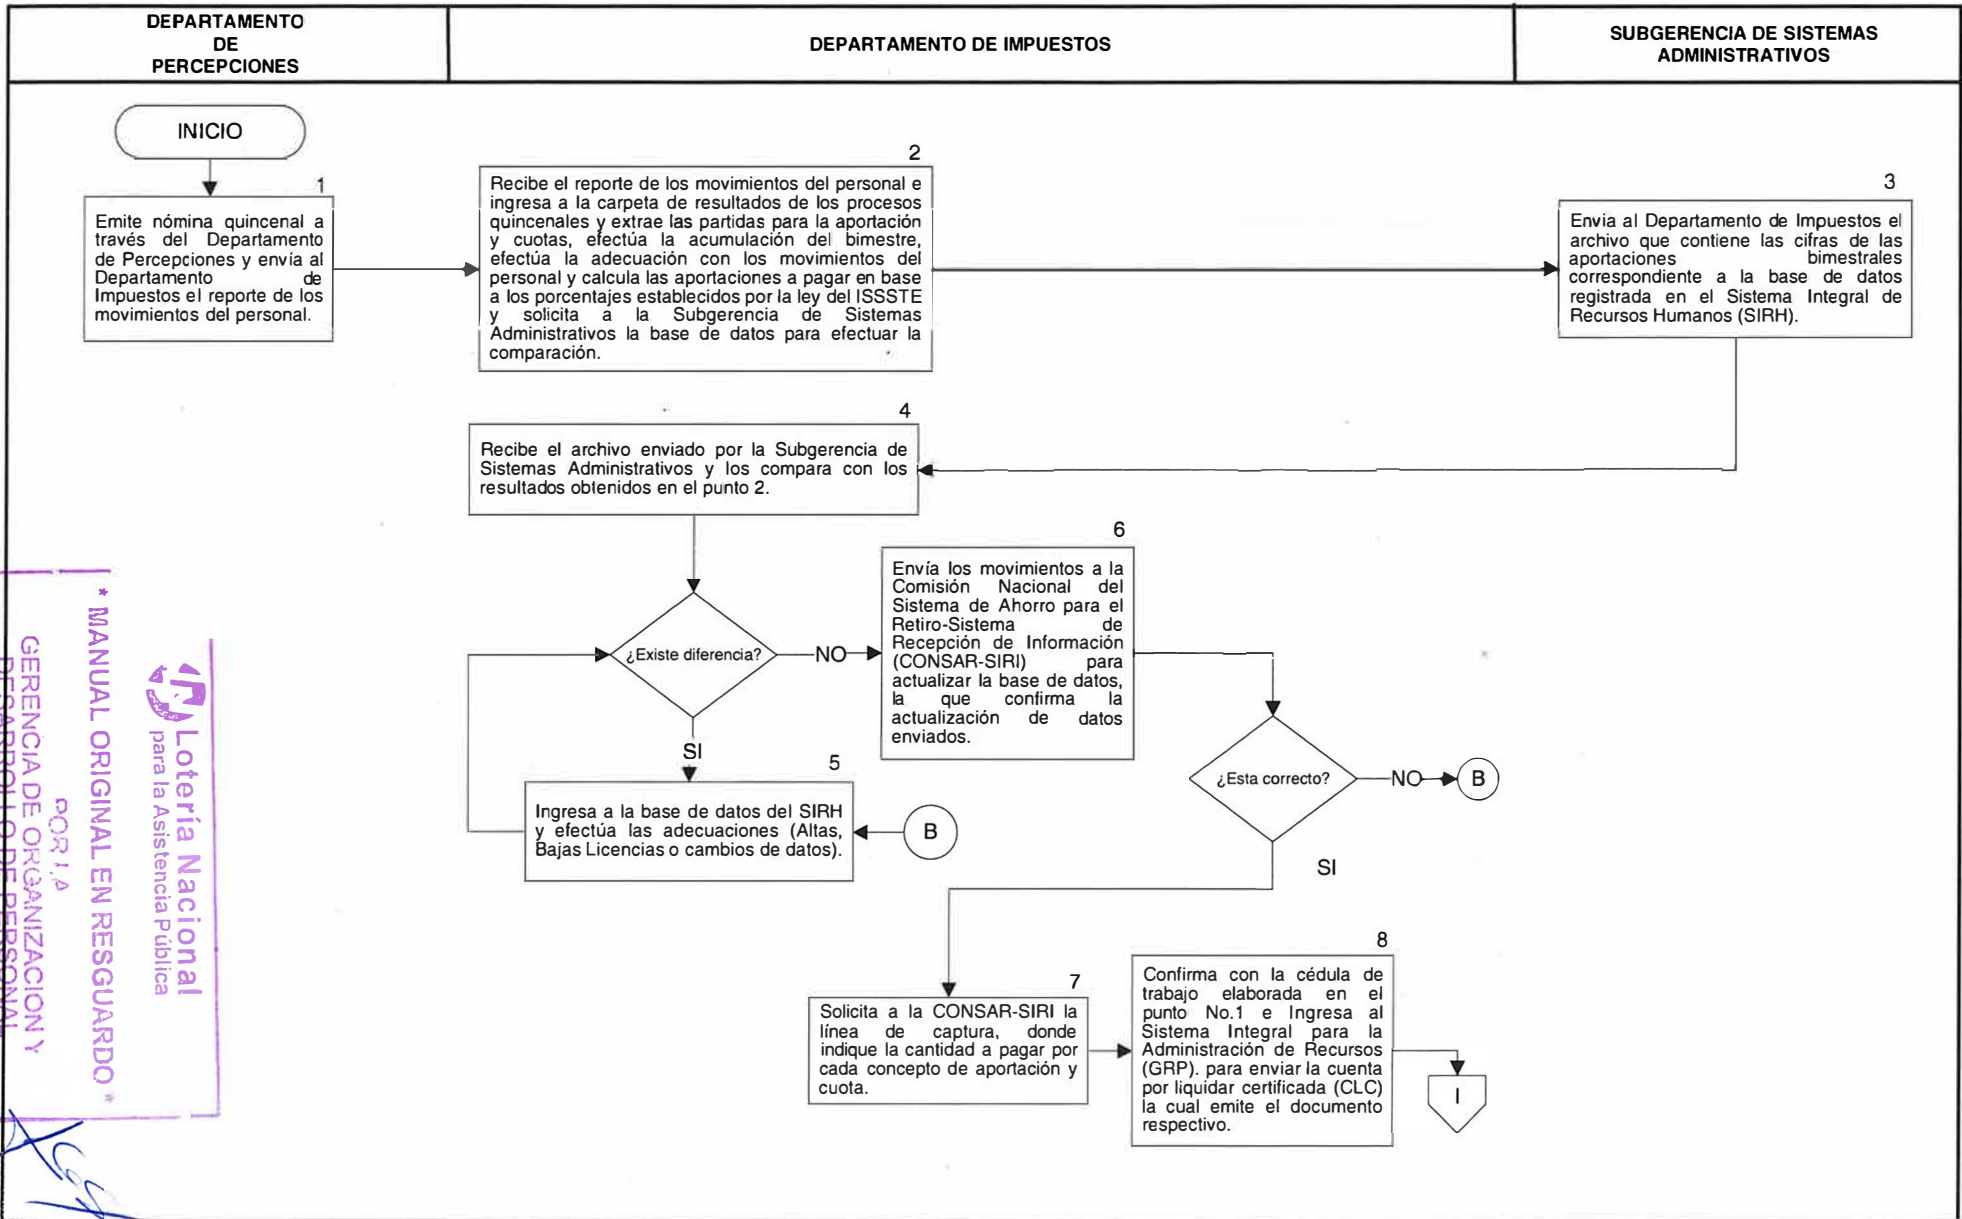 DEPARTAMENTO
DE
PERCEPCIONES
DEPARTAMENTO DE IMPUESTOS
SUBGERENCIA DE SISTEMAS
ADMINISTRATIVOS
INICIO
1
Emite nómina quincenal a
través del Departamento
de Percepciones y envía al
Departamento de
Impuestos el reporte de los
movimientos del personal.
2
Recibe el reporte de los movimientos del personal e
ingresa a la carpeta de resultados de los procesos
quincenales y extrae las partidas para la aportación
y cuotas, efectúa la acumulación del bimestre,
efectúa la adecuación con los movimientos del
personal y calcula las aportaciones a pagar en base
a los porcentajes establecidos por la ley del ISSSTE
y solicita a la Subgerencia de Sistemas
Administrativos la base de datos para efectuar la
comparación.
3
Envia al Departamento de Impuestos el
archivo que contiene las cifras de las
aportaciones bimestrales
correspondiente a la base de datos
registrada en el Sistema Integral de
Recursos Humanos (SIRH).
4
Recibe el archivo enviado por la Subgerencia de
Sistemas Administrativos y los compara con los
resultados obtenidos en el punto 2.
¿Existe diferencia?
NO
SI
6
Envía los movimientos a la
Comisión Nacional del
Sistema de Ahorro para el
Retiro-Sistema de
Recepción de Información
(CONSAR-SIRI) para
actualizar la base de datos,
la que confirma la
actualización de datos
enviados.
5
Ingresa a la base de datos del SIRH
y efectúa las adecuaciones (Altas,
Bajas Licencias o cambios de datos).
B
¿Esta correcto?
NO
B
SI
7
Solicita a la CONSAR-SIRI la
línea de captura, donde
indique la cantidad a pagar por
cada concepto de aportación y
cuota.
8
Confirma con la cédula de
trabajo elaborada en el
punto No.1 e Ingresa al
Sistema Integral para la
Administración de Recursos
(GRP). para enviar la cuenta
por liquidar certificada (CLC)
la cual emite el documento
respectivo.
I
Lotería Nacional
para la Asistencia Pública
* MANUAL ORIGINAL EN RESGUARDO *
POR LA
GERENCIA DE ORGANIZACION Y
DESARROLLO DE PERSONAL